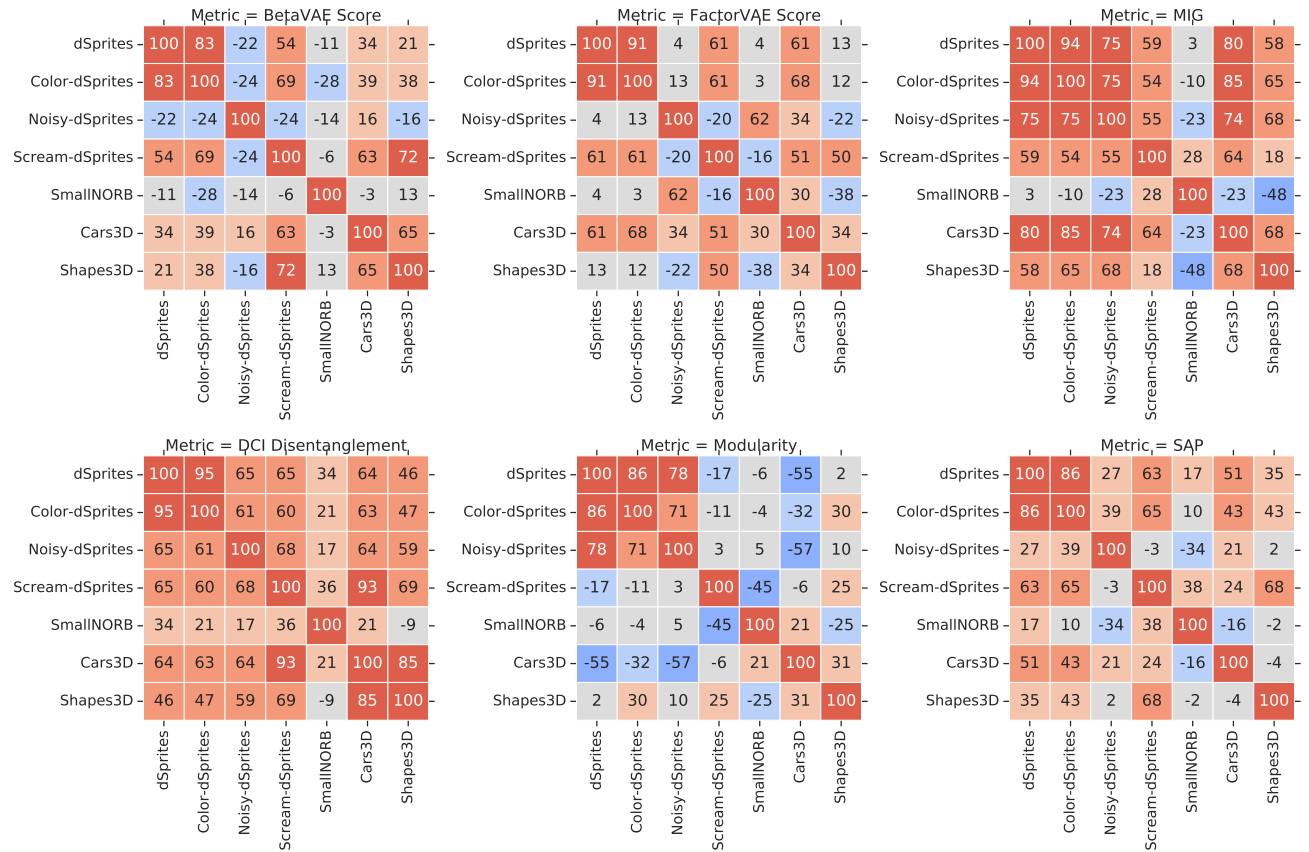 Metric = BetaVAE Score
dSprites 100 83 -22 54 -11 34 21
Color-dSprites 83 100 -24 69 -28 39 38
Noisy-dSprites -22 -24 100 -24 -14 16 -16
Scream-dSprites 54 69 -24 100 -6 63 72
SmallNORB -11 -28 -14 -6 100 -3 13
Cars3D 34 39 16 63 -3 100 65
Shapes3D 21 38 -16 72 13 65 100
dSprites
Color-dSprites
Noisy-dSprites
Scream-dSprites
SmallNORB
Cars3D
Shapes3D
Metric = FactorVAE Score
dSprites 100 91 4 61 4 61 13
Color-dSprites 91 100 13 61 3 68 12
Noisy-dSprites 4 13 100 -20 62 34 -22
Scream-dSprites 61 61 -20 100 -16 51 50
SmallNORB 4 3 62 -16 100 30 -38
Cars3D 61 68 34 51 30 100 34
Shapes3D 13 12 -22 50 -38 34 100
dSprites
Color-dSprites
Noisy-dSprites
Scream-dSprites
SmallNORB
Cars3D
Shapes3D
Metric = MIG
dSprites 100 94 75 59 3 80 58
Color-dSprites 94 100 75 54 -10 85 65
Noisy-dSprites 75 75 100 55 -23 74 68
Scream-dSprites 59 54 55 100 28 64 18
SmallNORB 3 -10 -23 28 100 -23 -48
Cars3D 80 85 74 64 -23 100 68
Shapes3D 58 65 68 18 -48 68 100
dSprites
Color-dSprites
Noisy-dSprites
Scream-dSprites
SmallNORB
Cars3D
Shapes3D
Metric = DCI Disentanglement
dSprites 100 95 65 65 34 64 46
Color-dSprites 95 100 61 60 21 63 47
Noisy-dSprites 65 61 100 68 17 64 59
Scream-dSprites 65 60 68 100 36 93 69
SmallNORB 34 21 17 36 100 21 -9
Cars3D 64 63 64 93 21 100 85
Shapes3D 46 47 59 69 -9 85 100
dSprites
Color-dSprites
Noisy-dSprites
Scream-dSprites
SmallNORB
Cars3D
Shapes3D
Metric = Modularity
dSprites 100 86 78 -17 -6 -55 2
Color-dSprites 86 100 71 -11 -4 -32 30
Noisy-dSprites 78 71 100 3 5 -57 10
Scream-dSprites -17 -11 3 100 -45 -6 25
SmallNORB -6 -4 5 -45 100 21 -25
Cars3D -55 -32 -57 -6 21 100 31
Shapes3D 2 30 10 25 -25 31 100
dSprites
Color-dSprites
Noisy-dSprites
Scream-dSprites
SmallNORB
Cars3D
Shapes3D
Metric = SAP
dSprites 100 86 27 63 17 51 35
Color-dSprites 86 100 39 65 10 43 43
Noisy-dSprites 27 39 100 -3 -34 21 2
Scream-dSprites 63 65 -3 100 38 24 68
SmallNORB 17 10 -34 38 100 -16 -2
Cars3D 51 43 21 24 -16 100 -4
Shapes3D 35 43 2 68 -2 -4 100
dSprites
Color-dSprites
Noisy-dSprites
Scream-dSprites
SmallNORB
Cars3D
Shapes3D